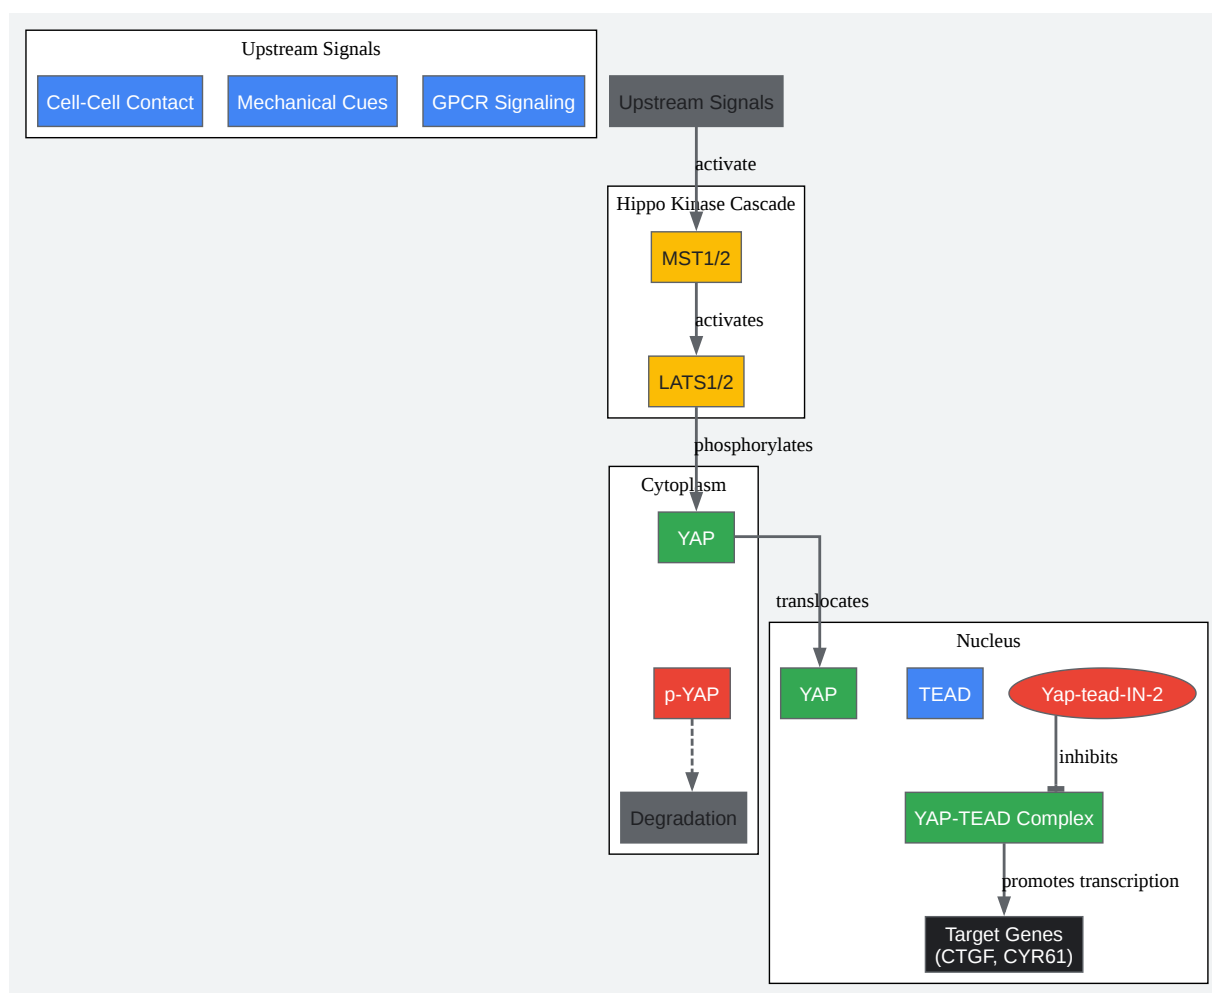 Upstream Signals
Cell-Cell Contact
Mechanical Cues
GPCR Signaling
Upstream Signals
activate
Hippo Kinase Cascade
MST1/2
activates
LATS1/2
phosphorylates
Cytoplasm
YAP
translocates
Nucleus
p-YAP
YAP
TEAD
Yap-tead-IN-2
inhibits
Degradation
YAP-TEAD Complex
promotes transcription
Target Genes
(CTGF, CYR61)